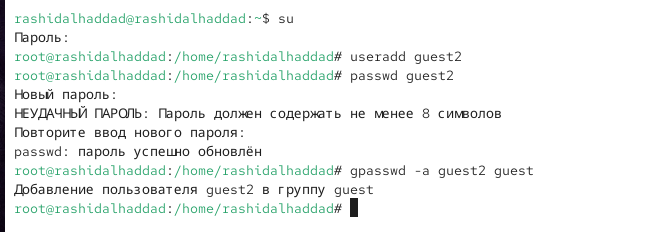 rashidalhaddad@rashidalhaddad:~$ su
Пароль:
root@rashidalhaddad:/home/rashidalhaddad# useradd guest2
root@rashidalhaddad:/home/rashidalhaddad# passwd guest2
Новый пароль:
НЕУДАЧНЫЙ ПАРОЛЬ: Пароль должен содержать не менее 8 символов
Повторите ввод нового пароля:
passwd: пароль успешно обновлён
root@rashidalhaddad:/home/rashidalhaddad# gpasswd -a guest2 guest
Добавление пользователя guest2 в группу guest
root@rashidalhaddad:/home/rashidalhaddad#